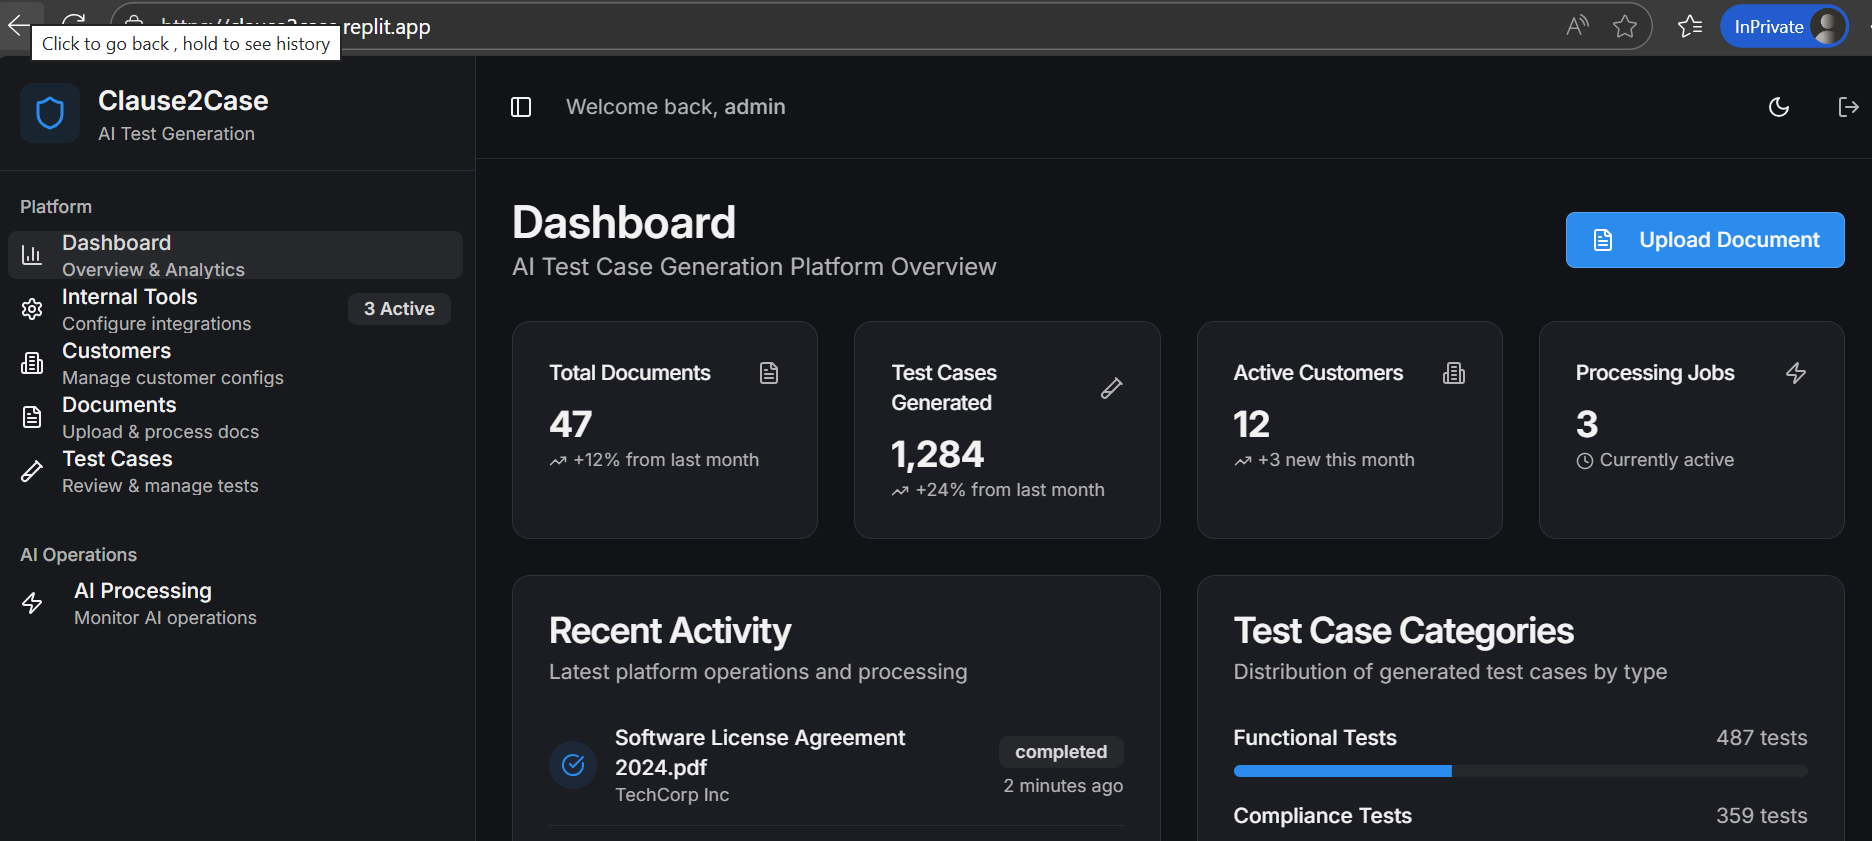 replit.app
Click to go back , hold to see history
InPrivate
Clause2Case
AI Test Generation
Welcome back, admin
Platform
Dashboard
Overview & Analytics
Internal Tools
Configure integrations
3 Active
Customers
Manage customer configs
Documents
Upload & process docs
Test Cases
Review & manage tests
AI Operations
AI Processing
Monitor AI operations
Dashboard
AI Test Case Generation Platform Overview
Upload Document
Total Documents
47
+12% from last month
Test Cases
Generated
1,284
+24% from last month
Active Customers
12
+3 new this month
Processing Jobs
3
Currently active
Recent Activity
Latest platform operations and processing
Software License Agreement
2024.pdf
TechCorp Inc
completed
2 minutes ago
Test Case Categories
Distribution of generated test cases by type
Functional Tests
487 tests
Compliance Tests
359 tests